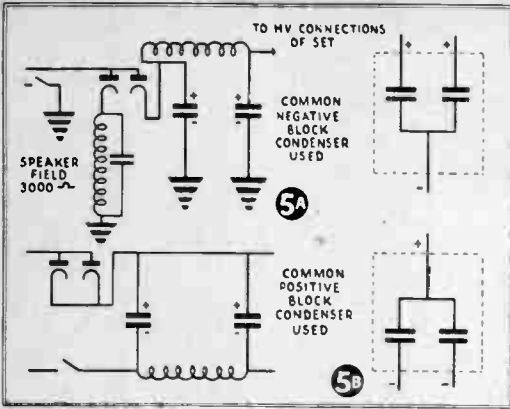 TO HV CONNECTIONS
OF SET
+
+
-
+
-
+
-
COMMON
NEGATIVE
BLOCK
CONDENSER
USED
-
SPEAKER
FIELD
3000 Ω
5A
+
COMMON
POSITIVE
BLOCK
CONDENSER
USED
+
-
+
-
-
5B
-
-